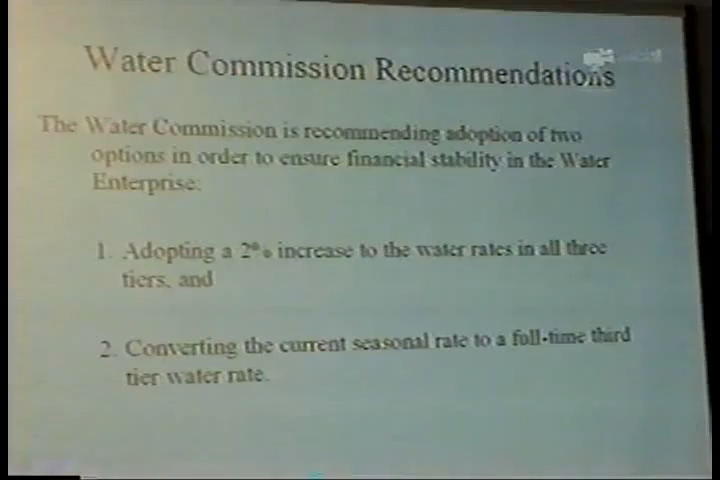 Water Commission Recommendations
The Water Commission is recommending adoption of two
options in order to ensure financial stability in the Water
Enterprise:
1. Adopting a 2% increase to the water rates in all three
tiers, and
2. Converting the current seasonal rate to a full-time third
tier water rate.